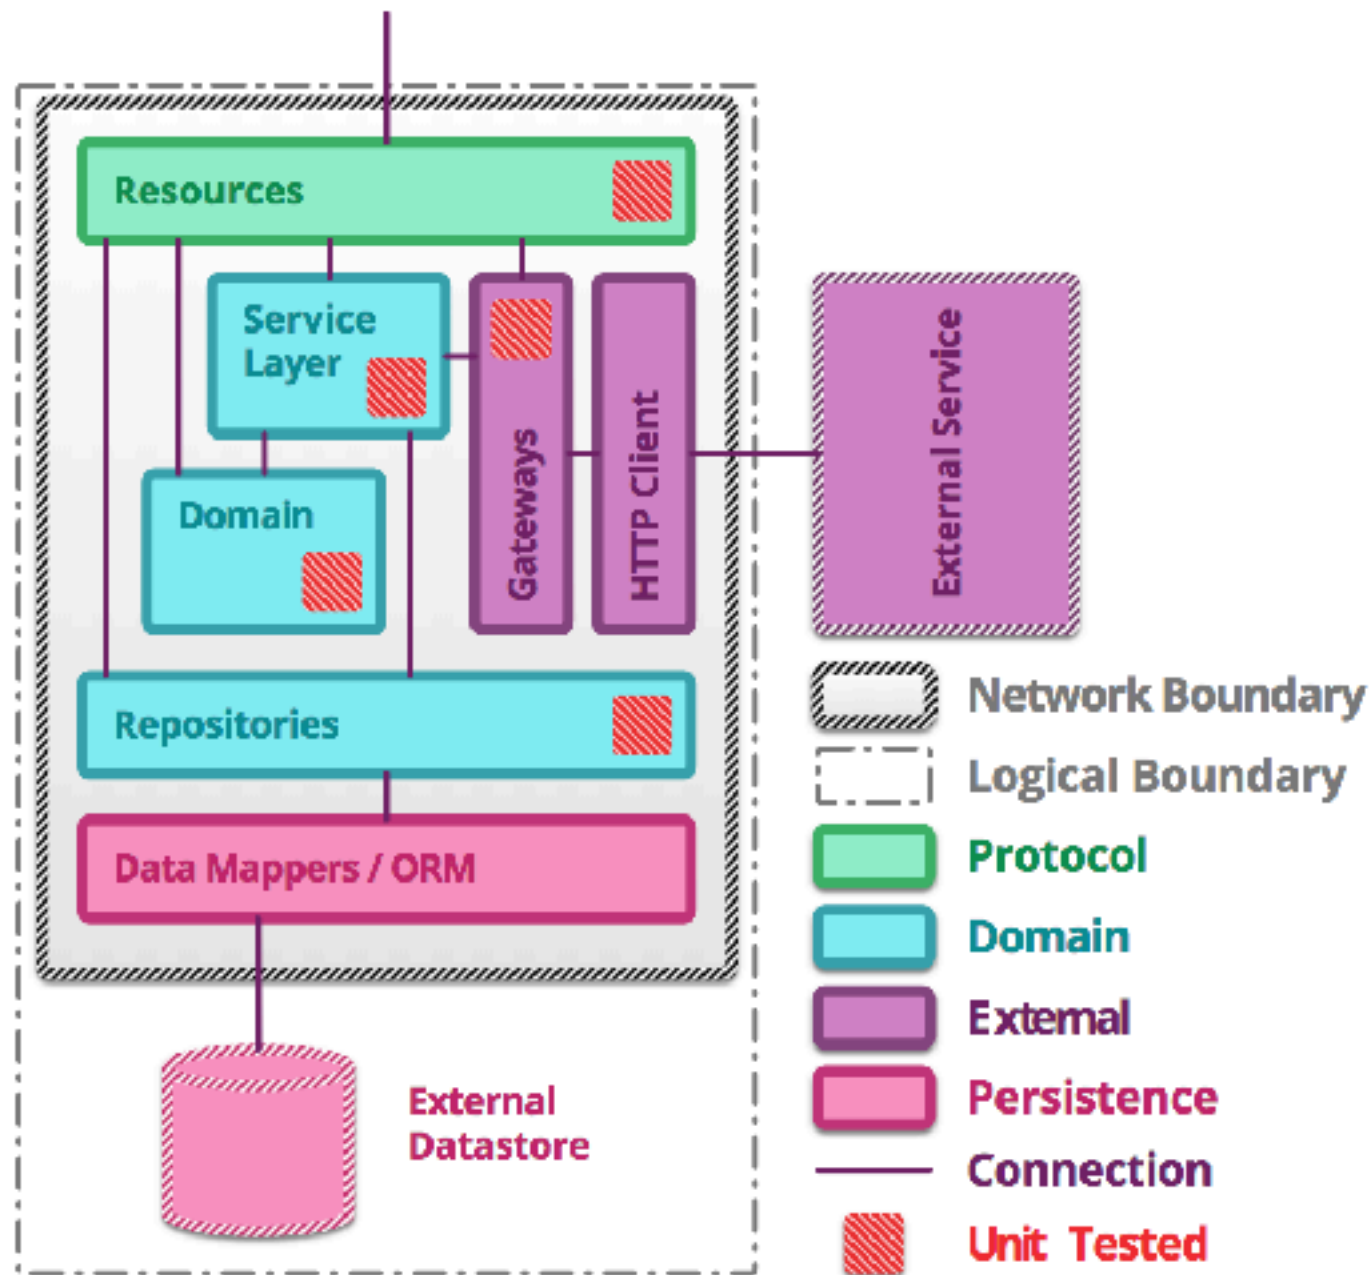 Resources
Service
Layer
Gateways
HTTP Client
External Service
Domain
Repositories
Data Mappers / ORM
External
Datastore
Network Boundary
Logical Boundary
Protocol
Domain
External
Persistence
Connection
Unit Tested